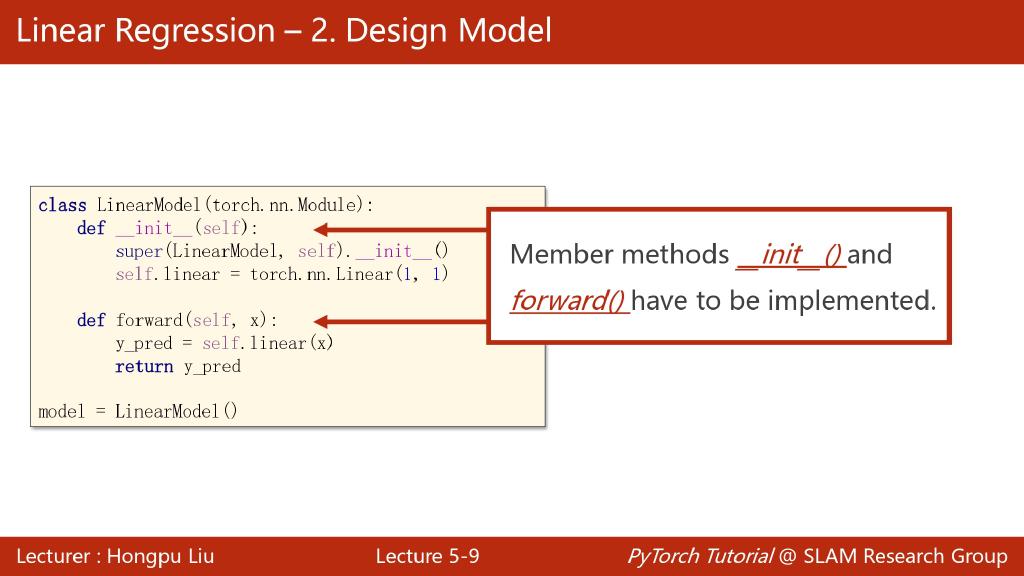 Linear Regression – 2. Design Model
class LinearModel(torch.nn.Module):
    def __init__(self):
        super(LinearModel, self).__init__()
        self.linear = torch.nn.Linear(1, 1)
    def forward(self, x):
        y_pred = self.linear(x)
        return y_pred
model = LinearModel()
Member methods __init__() and
forward() have to be implemented.
Lecturer : Hongpu Liu
Lecture 5-9
PyTorch Tutorial @ SLAM Research Group